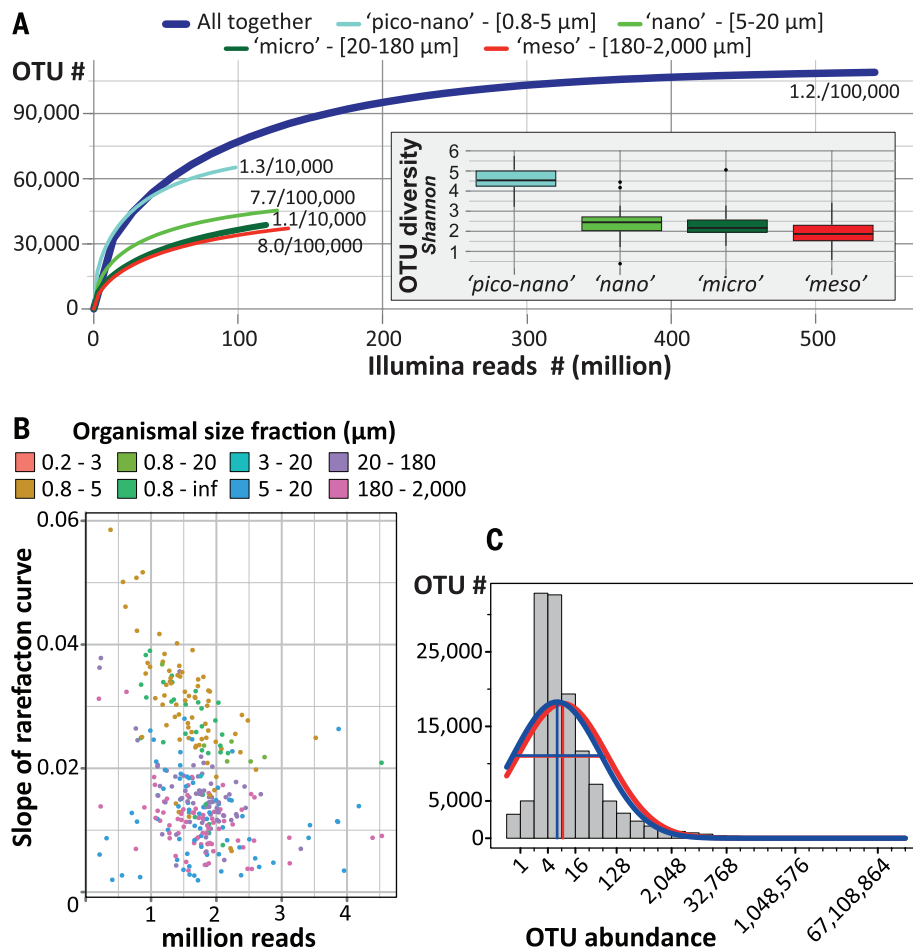 A
All together 'pico-nano' - [0.8-5 µm] 'nano' - [5-20 µm]
'micro' - [20-180 µm] 'meso' - [180-2,000 µm]
OTU #
90,000
60,000
30,000
0
1.2./100,000
1.3/10,000
7.7/100,000
1.1/10,000
8.0/100,000
OTU diversity
Shannon
6
5
4
3
2
1
'pico-nano' 'nano' 'micro' 'meso'
0 100 200 300 400 500
Illumina reads # (million)
B
Organismal size fraction (µm)
0.2 - 3 0.8 - 20 3 - 20 20 - 180
0.8 - 5 0.8 - inf 5 - 20 180 - 2,000
Slope of rarefacton curve
0.06
0.04
0.02
0
1 2 3 4
million reads
C
OTU #
25,000
15,000
5,000
0
1 4 16 128 2,048 32,768 1,048,576 67,108,864
OTU abundance